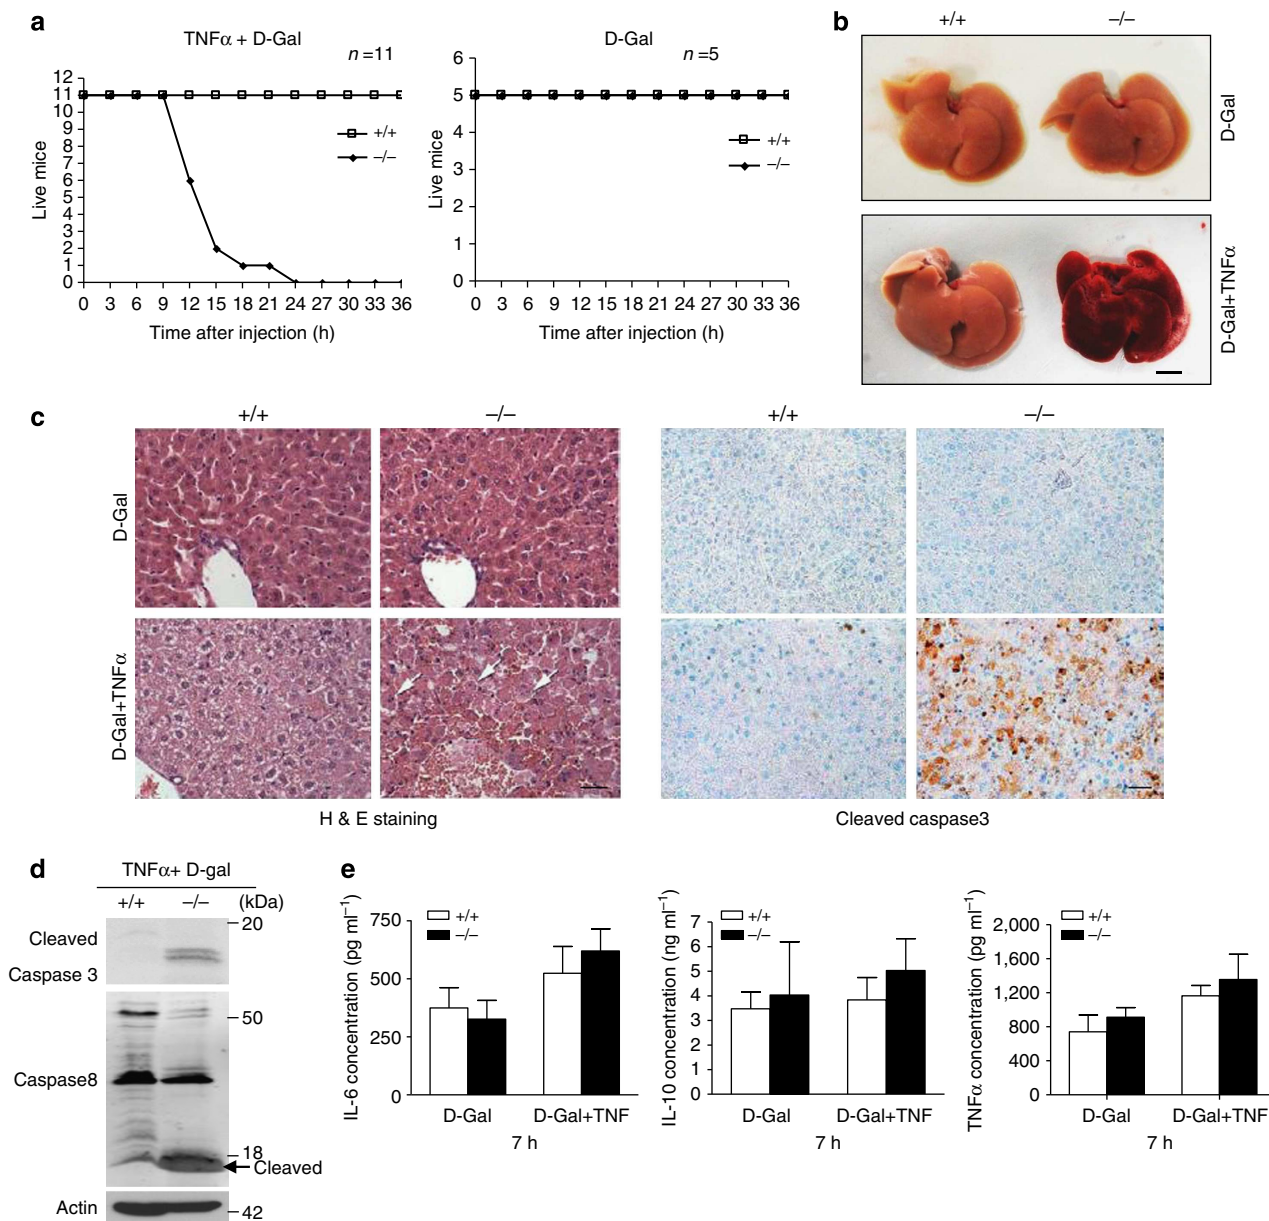 a
TNFα + D-Gal
n =11
12
11
10
9
8
7
6
5
4
3
2
1
0
Live mice
+/+
–/–
0 3 6 9 12 15 18 21 24 27 30 33 36
Time after injection (h)
D-Gal
n =5
6
5
4
3
2
1
0
Live mice
+/+
–/–
0 3 6 9 12 15 18 21 24 27 30 33 36
Time after injection (h)
b
+/+ –/–
D-Gal
D-Gal+TNFα
c
+/+ –/– +/+ –/–
D-Gal
D-Gal+TNFα
H & E staining
Cleaved caspase3
d
TNFα+ D-gal
+/+ –/– (kDa)
20
Cleaved
Caspase 3
50
Caspase8
18
Cleaved
Actin
42
e
IL-6 concentration (pg ml⁻¹)
750
500
250
0
+/+
–/–
D-Gal D-Gal+TNF
7 h
IL-10 concentration (ng ml⁻¹)
7
6
5
4
3
2
1
0
+/+
–/–
D-Gal D-Gal+TNF
7 h
TNFα concentration (pg ml⁻¹)
2,000
1,600
1,200
800
400
0
+/+
–/–
D-Gal D-Gal+TNF
7 h